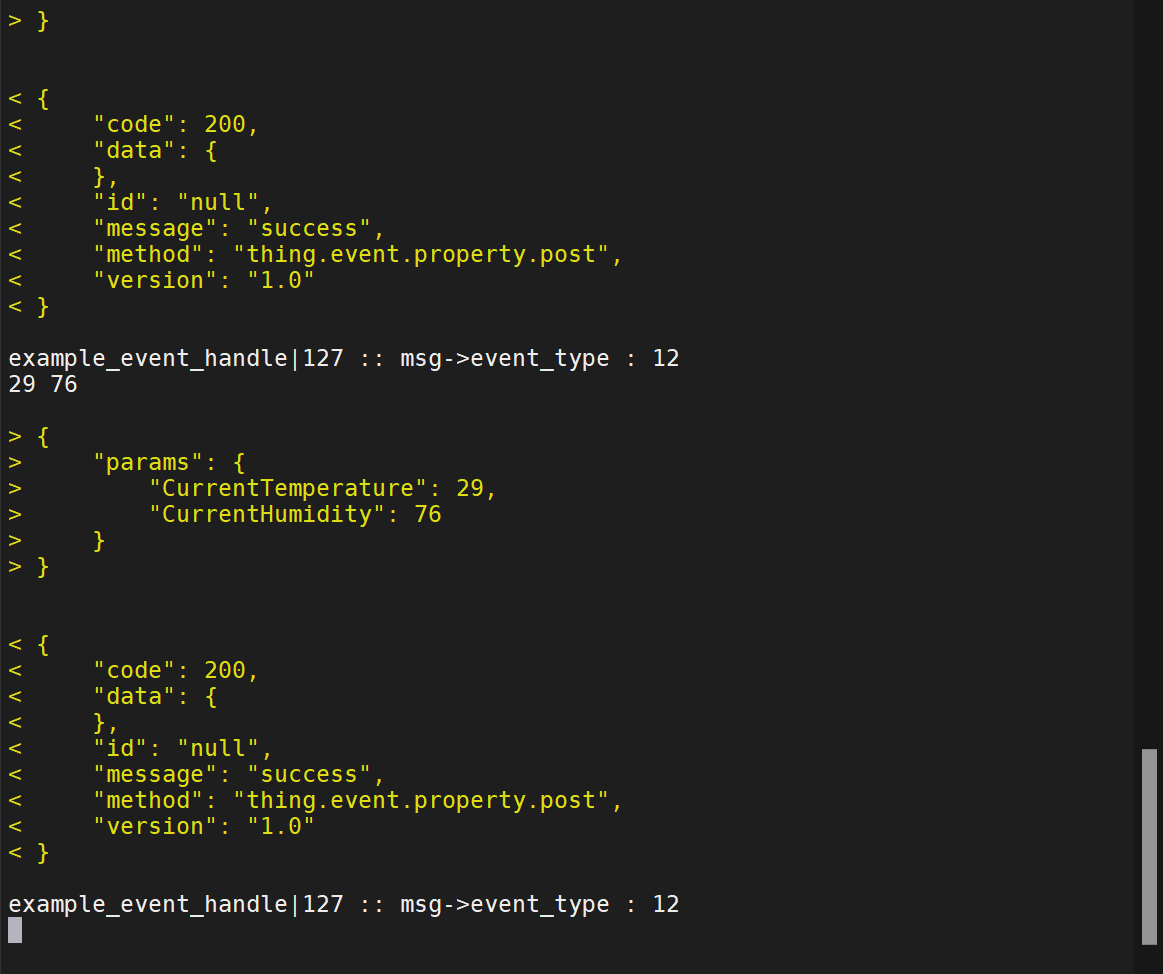 > }
< {
<     "code": 200,
<     "data": {
<     },
<     "id": "null",
<     "message": "success",
<     "method": "thing.event.property.post",
<     "version": "1.0"
< }
example_event_handle|127 :: msg->event_type : 12
29 76
> {
>     "params": {
>         "CurrentTemperature": 29,
>         "CurrentHumidity": 76
>     }
> }
< {
<     "code": 200,
<     "data": {
<     },
<     "id": "null",
<     "message": "success",
<     "method": "thing.event.property.post",
<     "version": "1.0"
< }
example_event_handle|127 :: msg->event_type : 12